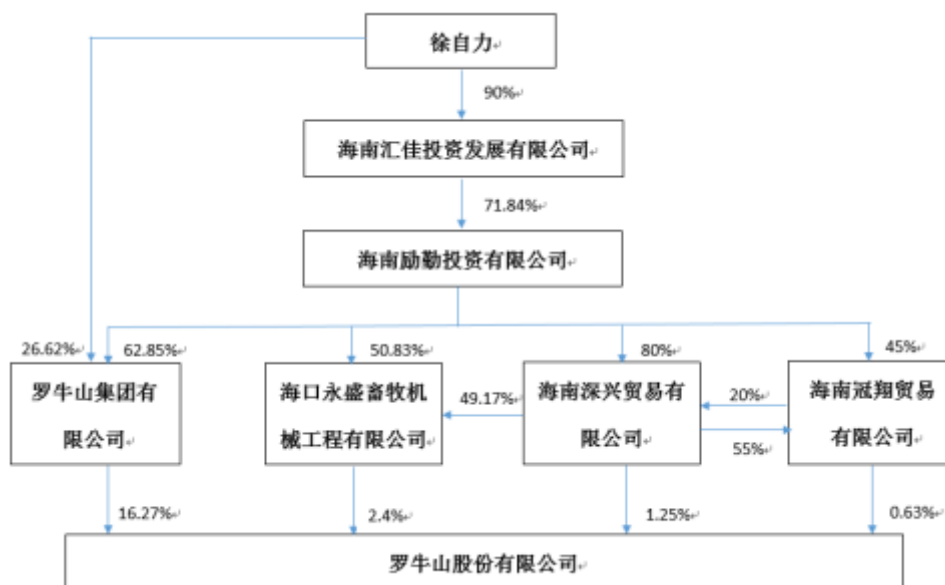 徐自力
90%
海南汇佳投资发展有限公司
71.84%
海南励勤投资有限公司
26.62%
62.85%
50.83%
80%
45%
罗牛山集团有
限公司
海口永盛畜牧机
械工程有限公司
49.17%
海南深兴贸易有
限公司
20%
55%
海南冠翔贸易
有限公司
16.27%
2.4%
1.25%
0.63%
罗牛山股份有限公司